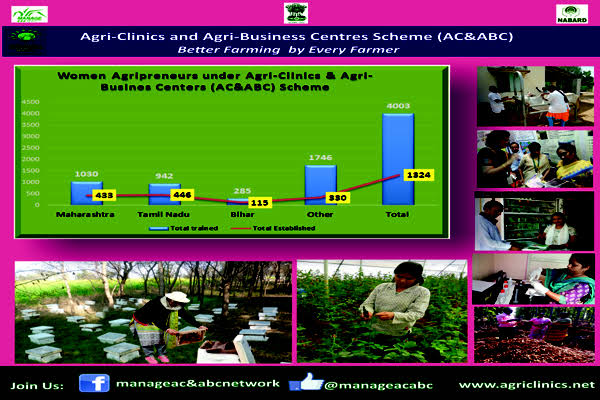 MANAGE
NABARD
Agri-Clinics and Agri-Business Centres Scheme (AC&ABC)
Better Farming by Every Farmer
Women Agripreneurs under Agri-Clinics & Agri-
Busines Centers (AC&ABC) Scheme
4500
4000
3500
3000
2500
2000
1500
1000
500
0
1030
942
285
1746
4003
433
446
115
330
1324
Maharashtra
Tamil Nadu
Bihar
Other
Total
Total trained
Total Established
Join Us:
manageac&abcnetwork
@manageacabc
www.agriclinics.net